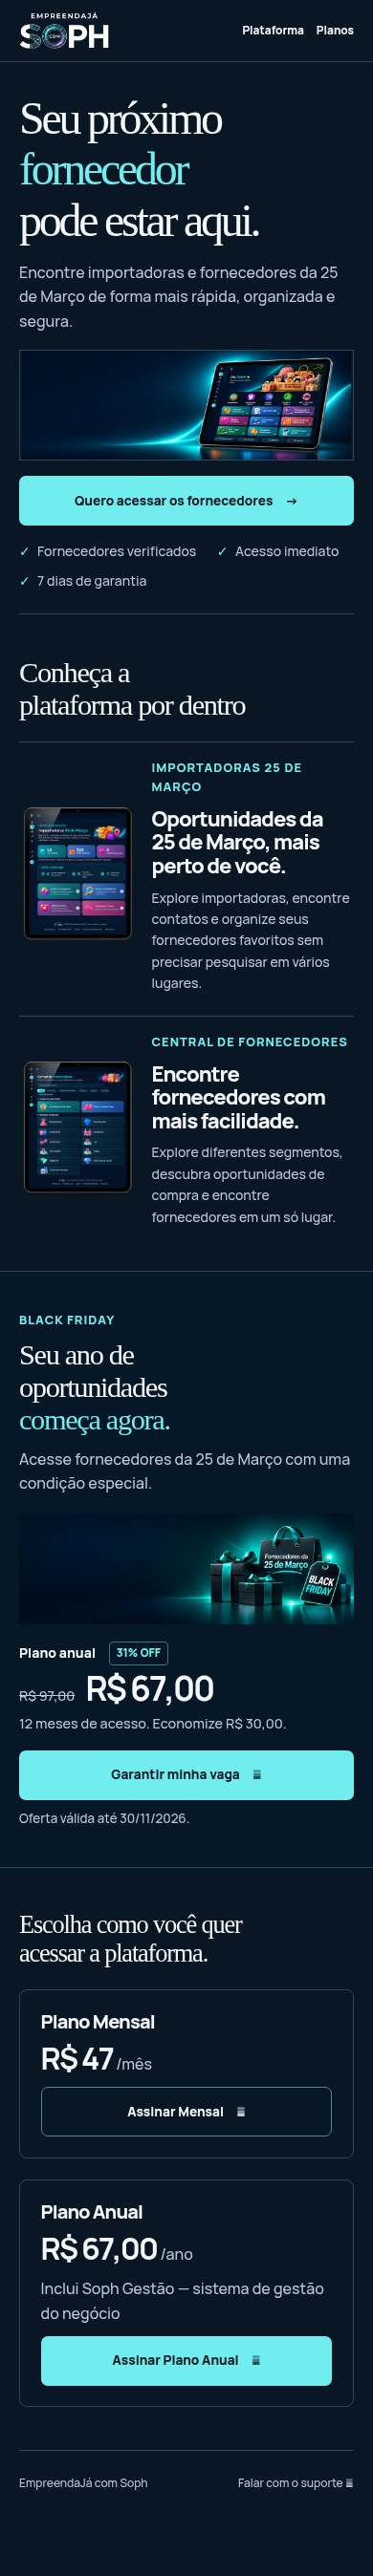 EMPREENDAJÁ
SOPH
Plataforma Planos
Seu próximo
fornecedor
pode estar aqui.
Encontre importadoras e fornecedores da 25
de Março de forma mais rápida, organizada e
segura.
Quero acessar os fornecedores →
✓ Fornecedores verificados ✓ Acesso imediato
✓ 7 dias de garantia
Conheça a
plataforma por dentro
IMPORTADORAS 25 DE
MARÇO
Oportunidades da
25 de Março, mais
perto de você.
Explore importadoras, encontre
contatos e organize seus
fornecedores favoritos sem
precisar pesquisar em vários
lugares.
CENTRAL DE FORNECEDORES
Encontre
fornecedores com
mais facilidade.
Explore diferentes segmentos,
descubra oportunidades de
compra e encontre
fornecedores em um só lugar.
BLACK FRIDAY
Seu ano de
oportunidades
começa agora.
Acesse fornecedores da 25 de Março com uma
condição especial.
Fornecedores da
25 de Março
BLACK
FRIDAY
Plano anual 31% OFF
R$ 97,00 R$ 67,00
12 meses de acesso. Economize R$ 30,00.
Garantir minha vaga
Oferta válida até 30/11/2026.
Escolha como você quer
acessar a plataforma.
Plano Mensal
R$ 47 /mês
Assinar Mensal
Plano Anual
R$ 67,00 /ano
Inclui Soph Gestão — sistema de gestão
do negócio
Assinar Plano Anual
EmpreendaJá com Soph Falar com o suporte